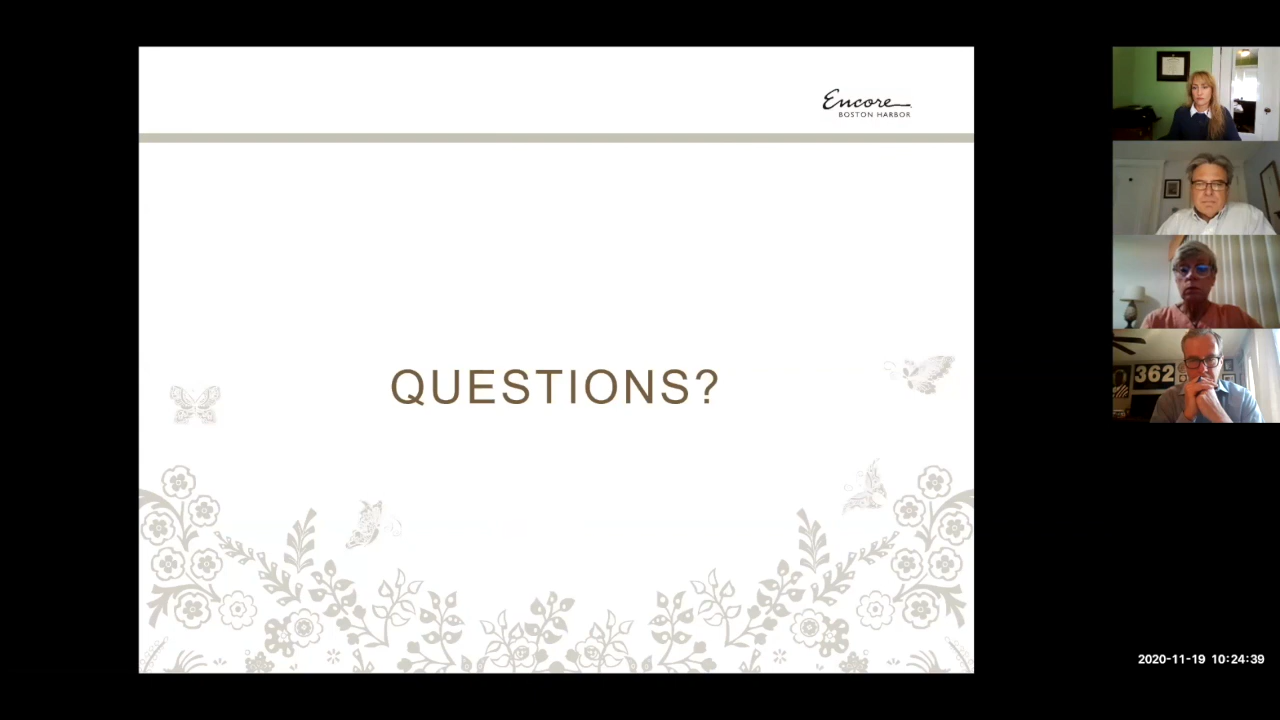 Encore
BOSTON HARBOR
QUESTIONS?
362
2020-11-19 10:24:39